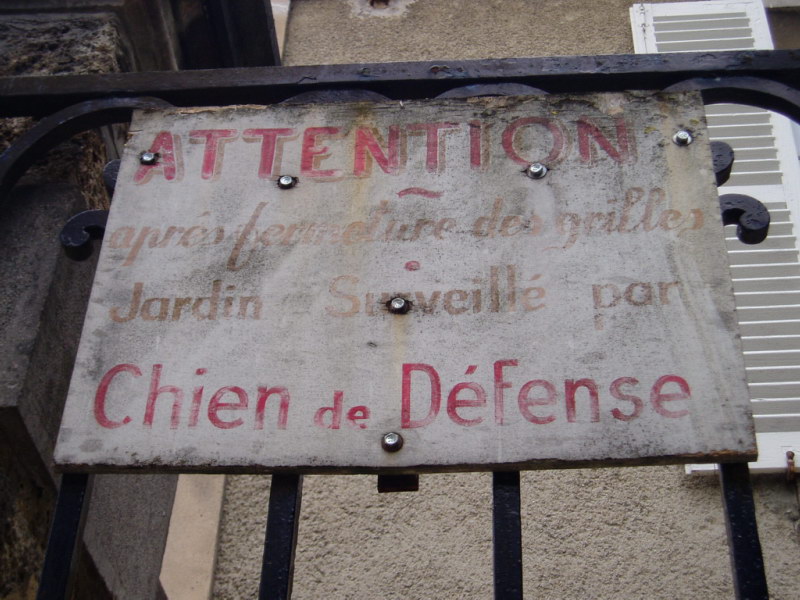 ATTENTION
après fermeture des grilles
Jardin Surveillé par
Chien de Défense